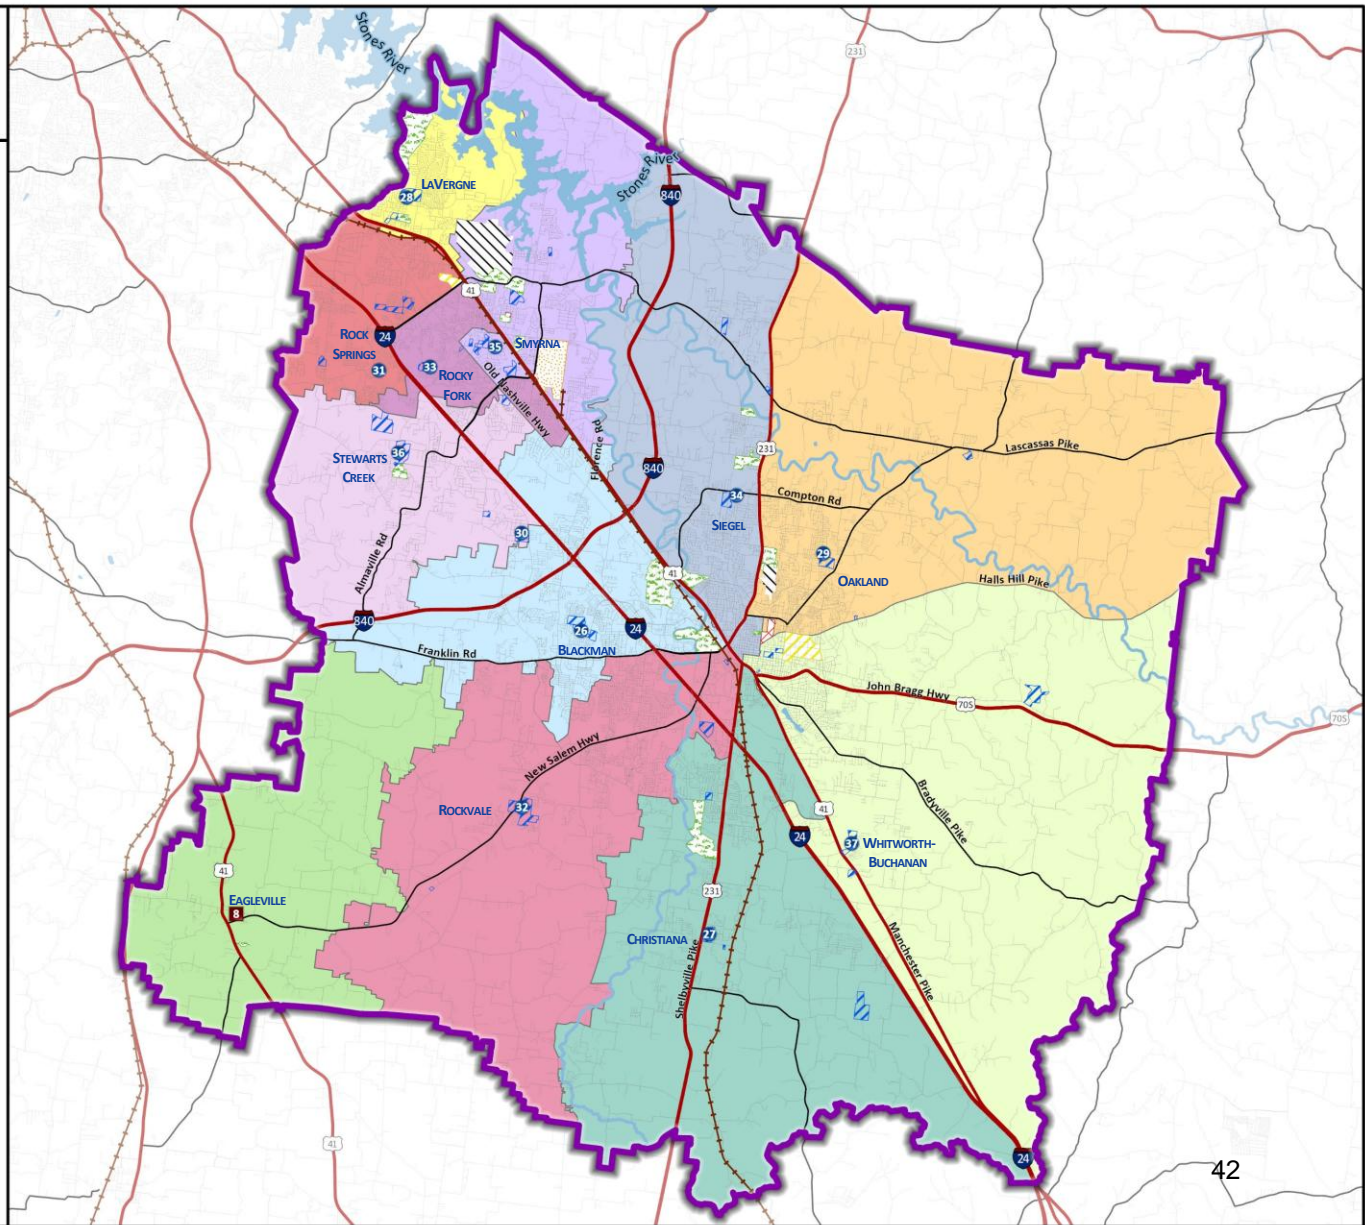 Stones River
231
Stones River
840
LAVERGNE
28
41
ROCK
SPRINGS
31
24
33
ROCKY
FORK
35
SMYRNA
Old Nashville Hwy
Florence Rd
840
STEWARTS
CREEK
36
30
Almaville Rd
840
231
Lascassas Pike
Compton Rd
34
SIEGEL
29
OAKLAND
Halls Hill Pike
41
24
26
BLACKMAN
Franklin Rd
John Bragg Hwy
70S
70S
New Salem Hwy
ROCKVALE
32
Bradyville Pike
41
24
37
WHITWORTH-
BUCHANAN
41
EAGLEVILLE
8
231
CHRISTIANA
27
Shelbyville Pike
Manchester Pike
41
24
42